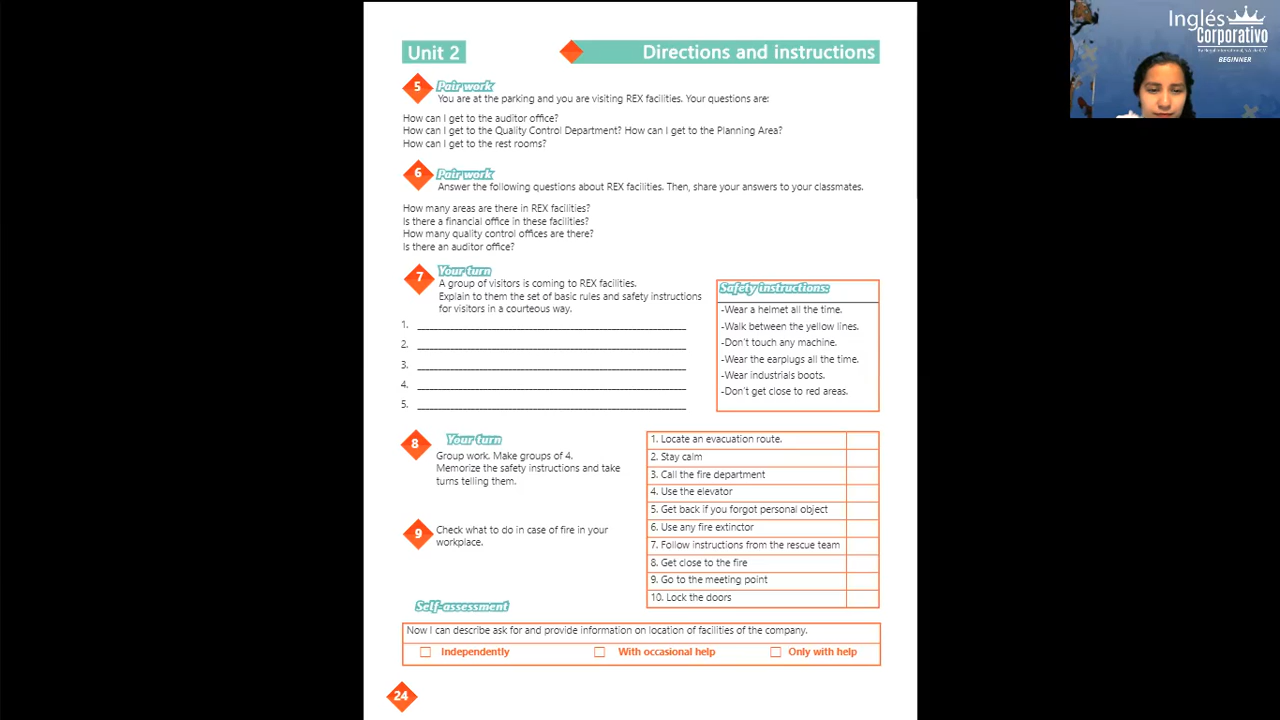 Unit 2
Directions and instructions
5
Pair work
You are at the parking and you are visiting REX facilities. Your questions are:
How can I get to the auditor office?
How can I get to the Quality Control Department? How can I get to the Planning Area?
How can I get to the rest rooms?
6
Pair work
Answer the following questions about REX facilities. Then, share your answers to your classmates.
How many areas are there in REX facilities?
Is there a financial office in these facilities?
How many quality control offices are there?
Is there an auditor office?
7
Your turn
A group of visitors is coming to REX facilities.
Explain to them the set of basic rules and safety instructions
for visitors in a courteous way.
1.
2.
3.
4.
5.
Safety instructions:
-Wear a helmet all the time.
-Walk between the yellow lines.
-Don't touch any machine.
-Wear the earplugs all the time.
-Wear industrials boots.
-Don't get close to red areas.
8
Your turn
Group work. Make groups of 4.
Memorize the safety instructions and take
turns telling them.
9
Check what to do in case of fire in your
workplace.
1. Locate an evacuation route.
2. Stay calm
3. Call the fire department
4. Use the elevator
5. Get back if you forgot personal object
6. Use any fire extinctor
7. Follow instructions from the rescue team
8. Get close to the fire
9. Go to the meeting point
10. Lock the doors
Self-assessment
Now I can describe ask for and provide information on location of facilities of the company.
Independently
With occasional help
Only with help
24
Inglés
Corporativo
BEGINNER